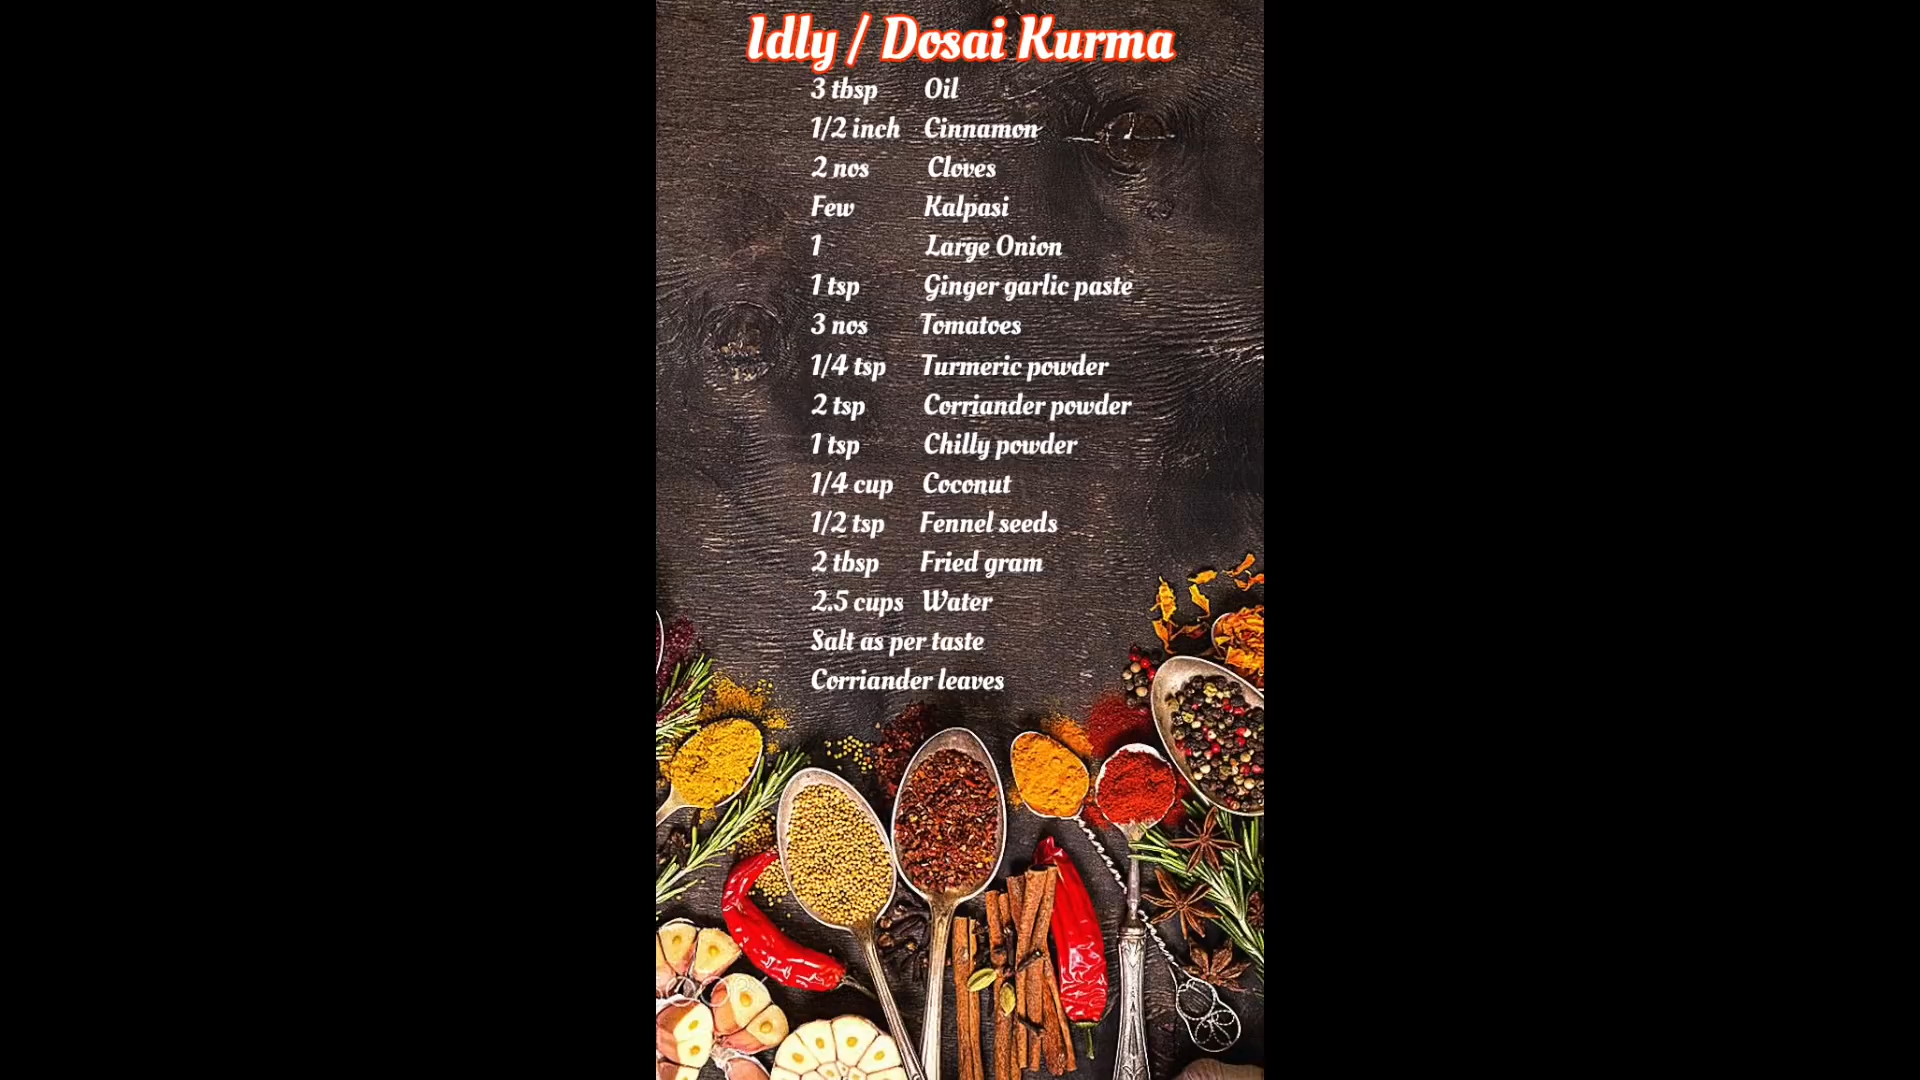 Idly / Dosai Kurma
3 tbsp Oil
1/2 inch Cinnamon
2 nos Cloves
Few Kalpasi
1 Large Onion
1 tsp Ginger garlic paste
3 nos Tomatoes
1/4 tsp Turmeric powder
2 tsp Corriander powder
1 tsp Chilly powder
1/4 cup Coconut
1/2 tsp Fennel seeds
2 tbsp Fried gram
2.5 cups Water
Salt as per taste
Corriander leaves